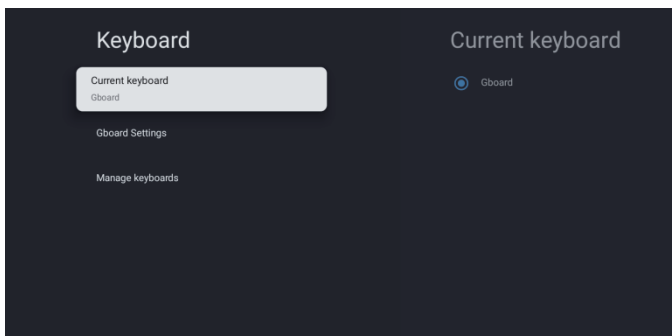 Keyboard
Current keyboard
Gboard
Gboard Settings
Manage keyboards
Current keyboard
Gboard